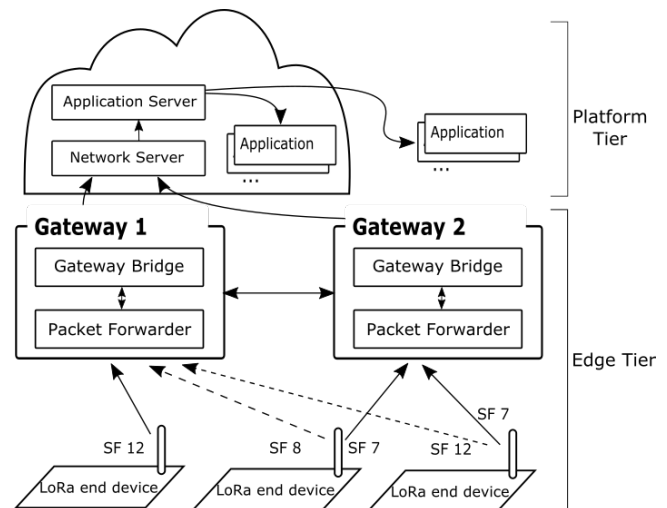 Application Server
Network Server
Application
...
Application
...
Platform
Tier
Gateway 1
Gateway Bridge
Packet Forwarder
Gateway 2
Gateway Bridge
Packet Forwarder
Edge Tier
SF 12
SF 8
SF 7
SF 12
SF 7
LoRa end device
LoRa end device
LoRa end device